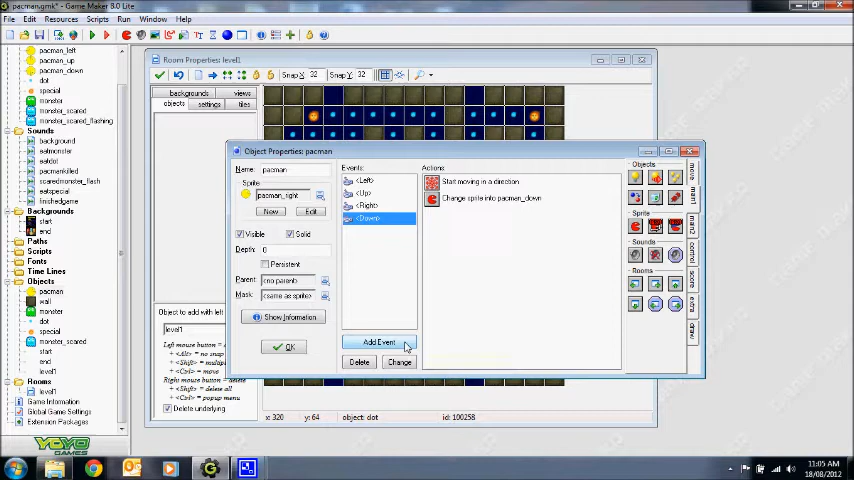 pacman.gmk* - Game Maker 8.0 Lite
File Edit Resources Scripts Run Window Help
pacman_left
pacman_up
pacman_down
dot
special
monster
monster_scared
monster_scared_flashing
Sounds
background
eatmonster
eatdot
pacmankilled
scaredmonster_flash
eatspecial
finishedgame
Backgrounds
start
end
Paths
Scripts
Fonts
Time Lines
Objects
pacman
wall
monster
dot
special
monster_scared
start
end
level1
Rooms
level1
Game Information
Global Game Settings
Extension Packages
YOYO
GAMES
Room Properties: level1
Snap X: 32 Snap Y: 32
backgrounds views
objects settings tiles
Object to add with left
level1
Left mouse button = add
+ <Alt> = no snap
+ <Shift> = multiple
+ <Ctrl> = move
Right mouse button = delete
+ <Shift> = delete all
+ <Ctrl> = popup menu
Delete underlying
x: 320 y: 64 object: dot id: 100258
Object Properties: pacman
Name: pacman
Sprite
pacman_right
New Edit
Visible Solid
Depth: 0
Persistent
Parent: <no parent>
Mask: <same as sprite>
Show Information
OK
Events:
<Left>
<Up>
<Right>
<Down>
Add Event
Delete Change
Actions:
Start moving in a direction
Change sprite into pacman_down
Objects
Sprite
Sounds
Rooms
move
main1
main2
control
score
extra
draw
11:05 AM
18/08/2012